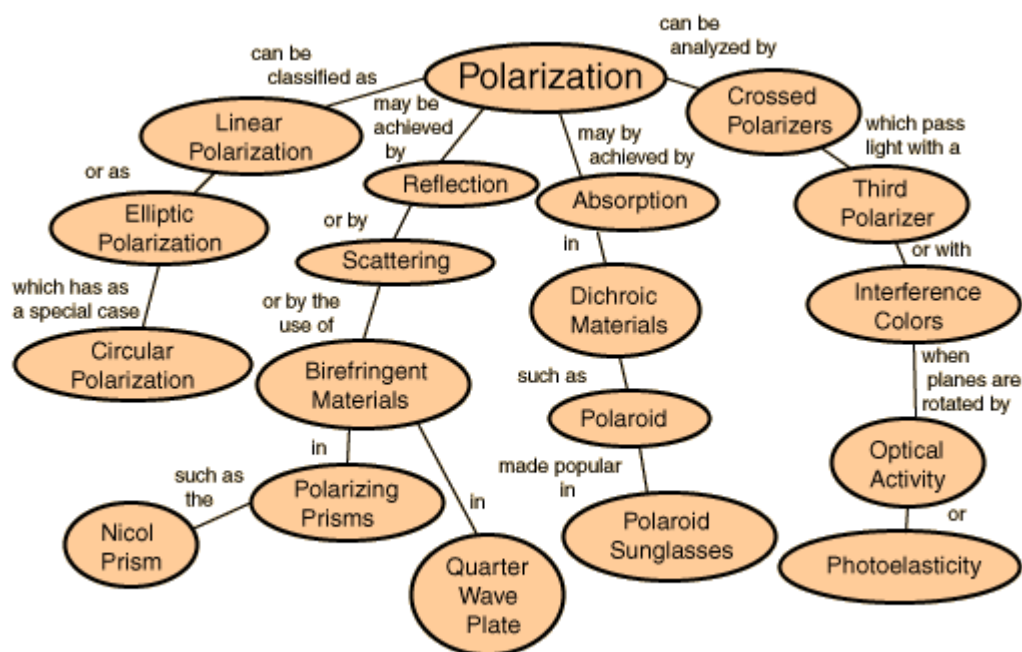 Polarization
can be
classified as
Linear
Polarization
or as
Elliptic
Polarization
which has as
a special case
Circular
Polarization
may be
achieved
by
Reflection
or by
Scattering
or by the
use of
Birefringent
Materials
in
Polarizing
Prisms
such as
the
Nicol
Prism
in
Quarter
Wave
Plate
may by
achieved by
Absorption
in
Dichroic
Materials
such as
Polaroid
made popular
in
Polaroid
Sunglasses
can be
analyzed by
Crossed
Polarizers
which pass
light with a
Third
Polarizer
or with
Interference
Colors
when
planes are
rotated by
Optical
Activity
or
Photoelasticity